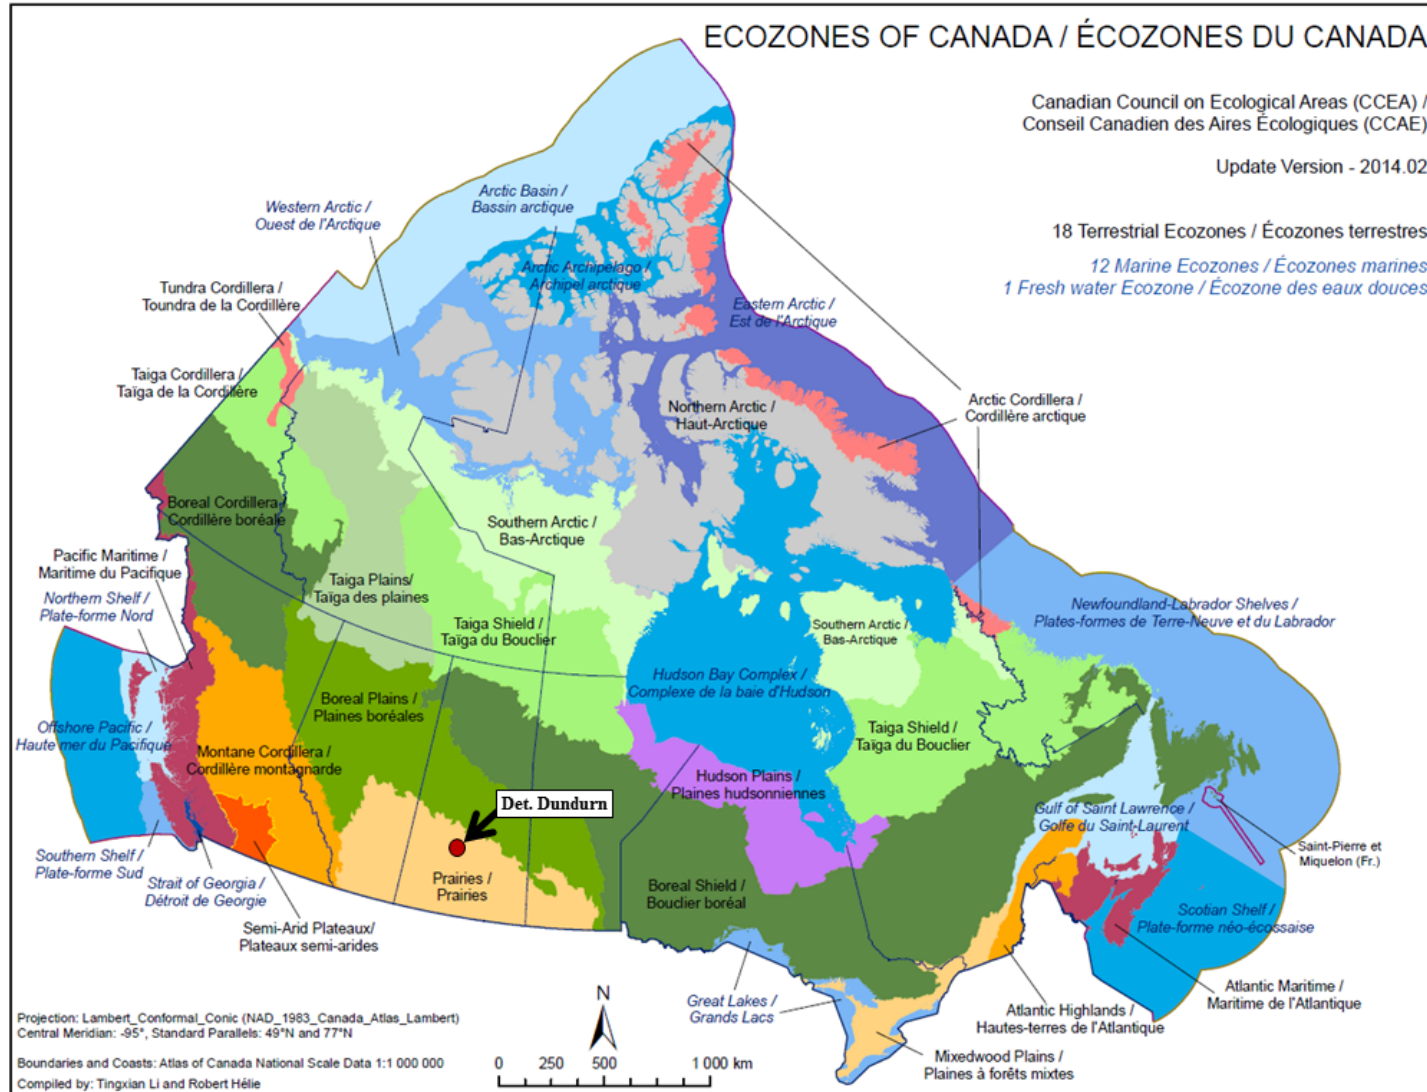 ECOZONES OF CANADA / ÉCOZONES DU CANADA
Canadian Council on Ecological Areas (CCEA) /
Conseil Canadien des Aires Écologiques (CCAE)
Update Version - 2014.02
18 Terrestrial Ecozones / Écozones terrestres
12 Marine Ecozones / Écozones marines
1 Fresh water Ecozone / Écozone des eaux douces
Arctic Basin /
Bassin arctique
Western Arctic /
Ouest de l'Arctique
Arctic Archipelago /
Archipel arctique
Tundra Cordillera /
Toundra de la Cordillère
Eastern Arctic /
Est de l'Arctique
Taiga Cordillera /
Taïga de la Cordillère
Northern Arctic /
Haut-Arctique
Arctic Cordillera /
Cordillère arctique
Boreal Cordillera /
Cordillère boréale
Southern Arctic /
Bas-Arctique
Pacific Maritime /
Maritime du Pacifique
Northern Shelf /
Plate-forme Nord
Taiga Plains/
Taïga des plaines
Taiga Shield /
Taïga du Bouclier
Southern Arctic /
Bas-Arctique
Newfoundland-Labrador Shelves /
Plates-formes de Terre-Neuve et du Labrador
Hudson Bay Complex /
Complexe de la baie d'Hudson
Boreal Plains /
Plaines boréales
Offshore Pacific /
Haute mer du Pacifique
Taiga Shield /
Taïga du Bouclier
Montane Cordillera /
Cordillère montagnarde
Hudson Plains /
Plaines hudsonniennes
Det. Dundurn
Gulf of Saint Lawrence /
Golfe du Saint-Laurent
Saint-Pierre et
Miquelon (Fr.)
Southern Shelf /
Plate-forme Sud
Strait of Georgia /
Détroit de Georgie
Prairies /
Prairies
Boreal Shield /
Bouclier boréal
Scotian Shelf /
Plate-forme néo-écossaise
Semi-Arid Plateaux/
Plateaux semi-arides
Great Lakes /
Grands Lacs
Atlantic Maritime /
Maritime de l'Atlantique
Atlantic Highlands /
Hautes-terres de l'Atlantique
Mixedwood Plains /
Plaines à forêts mixtes
N
0 250 500 1 000 km
Projection: Lambert_Conformal_Conic (NAD_1983_Canada_Atlas_Lambert)
Central Meridian: -95°, Standard Parallels: 49°N and 77°N
Boundaries and Coasts: Atlas of Canada National Scale Data 1:1 000 000
Compiled by: Tingxian Li and Robert Hélie